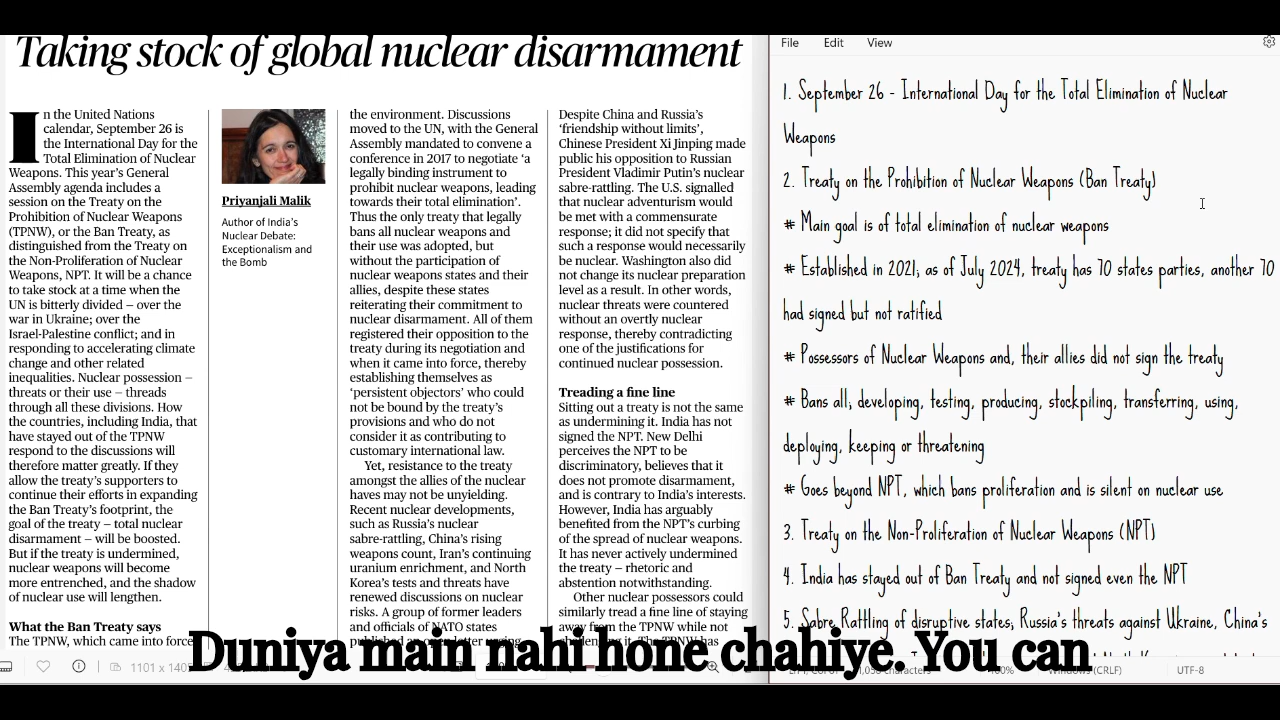 Taking stock of global nuclear disarmament
In the United Nations
calendar, September 26 is
the International Day for the
Total Elimination of Nuclear
Weapons. This year's General
Assembly agenda includes a
session on the Treaty on the
Prohibition of Nuclear Weapons
(TPNW), or the Ban Treaty, as
distinguished from the Treaty on
the Non-Proliferation of Nuclear
Weapons, NPT. It will be a chance
to take stock at a time when the
UN is bitterly divided — over the
war in Ukraine; over the
Israel-Palestine conflict; and in
responding to accelerating climate
change and other related
inequalities. Nuclear possession —
threats or their use — threads
through all these divisions. How
the countries, including India, that
have stayed out of the TPNW
respond to the discussions will
therefore matter greatly. If they
allow the treaty's supporters to
continue their efforts in expanding
the Ban Treaty's footprint, the
goal of the treaty — total nuclear
disarmament — will be boosted.
But if the treaty is undermined,
nuclear weapons will become
more entrenched, and the shadow
of nuclear use will lengthen.
What the Ban Treaty says
The TPNW, which came into force
Priyanjali Malik
Author of India's
Nuclear Debate:
Exceptionalism and
the Bomb
the environment. Discussions
moved to the UN, with the General
Assembly mandated to convene a
conference in 2017 to negotiate 'a
legally binding instrument to
prohibit nuclear weapons, leading
towards their total elimination'.
Thus the only treaty that legally
bans all nuclear weapons and
their use was adopted, but
without the participation of
nuclear weapons states and their
allies, despite these states
reiterating their commitment to
nuclear disarmament. All of them
registered their opposition to the
treaty during its negotiation and
when it came into force, thereby
establishing themselves as
'persistent objectors' who could
not be bound by the treaty's
provisions and who do not
consider it as contributing to
customary international law.
Yet, resistance to the treaty
amongst the allies of the nuclear
haves may not be unyielding.
Recent nuclear developments,
such as Russia's nuclear
sabre-rattling, China's rising
weapons count, Iran's continuing
uranium enrichment, and North
Korea's tests and threats have
renewed discussions on nuclear
risks. A group of former leaders
and officials of NATO states
published an open letter urging
Despite China and Russia's
'friendship without limits',
Chinese President Xi Jinping made
public his opposition to Russian
President Vladimir Putin's nuclear
sabre-rattling. The U.S. signalled
that nuclear adventurism would
be met with a commensurate
response; it did not specify that
such a response would necessarily
be nuclear. Washington also did
not change its nuclear preparation
level as a result. In other words,
nuclear threats were countered
without an overtly nuclear
response, thereby contradicting
one of the justifications for
continued nuclear possession.
Treading a fine line
Sitting out a treaty is not the same
as undermining it. India has not
signed the NPT. New Delhi
perceives the NPT to be
discriminatory, believes that it
does not promote disarmament,
and is contrary to India's interests.
However, India has arguably
benefited from the NPT's curbing
of the spread of nuclear weapons.
It has never actively undermined
the treaty — rhetoric and
abstention notwithstanding.
Other nuclear possessors could
similarly tread a fine line of staying
away from the TPNW while not
it. The TPNW has
File Edit View
1. September 26 - International Day for the Total Elimination of Nuclear
Weapons
2. Treaty on the Prohibition of Nuclear Weapons (Ban Treaty)
# Main goal is of total elimination of nuclear weapons
# Established in 2021; as of July 2024, treaty has 70 states parties, another 70
had signed but not ratified
# Possessors of Nuclear Weapons and, their allies did not sign the treaty
# Bans all; developing, testing, producing, stockpiling, transferring, using,
deploying, keeping or threatening
# Goes beyond NPT, which bans proliferation and is silent on nuclear use
3. Treaty on the Non-Proliferation of Nuclear Weapons (NPT)
4. India has stayed out of Ban Treaty and not signed even the NPT
5. Sabre Rattling of disruptive states; Russia's threats against Ukraine, China's
Duniya main nahi hone chahiye. You can
characters
Windows (CRLF)
UTF-8